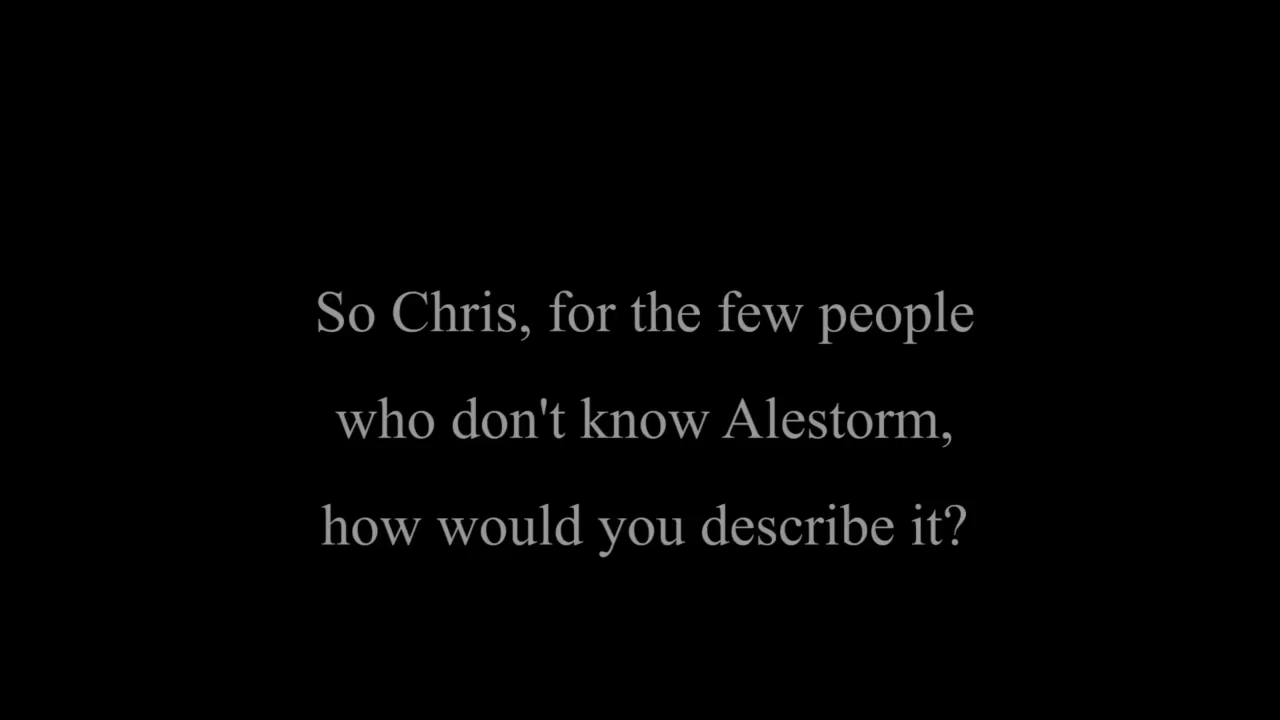 So Chris, for the few people
who don't know Alestorm,
how would you describe it?